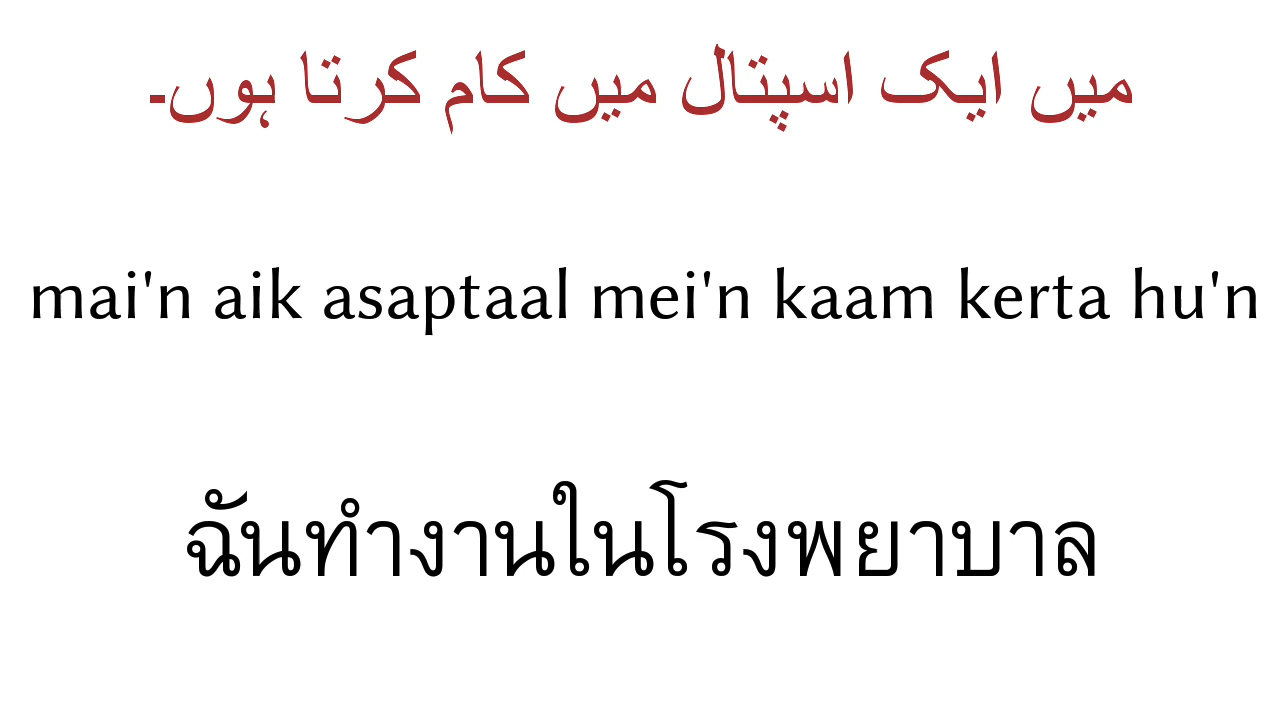 میں ایک اسپتال میں کام کرتا ہوں۔
mai'n aik asaptaal mei'n kaam kerta hu'n
ฉันทำงานในโรงพยาบาล